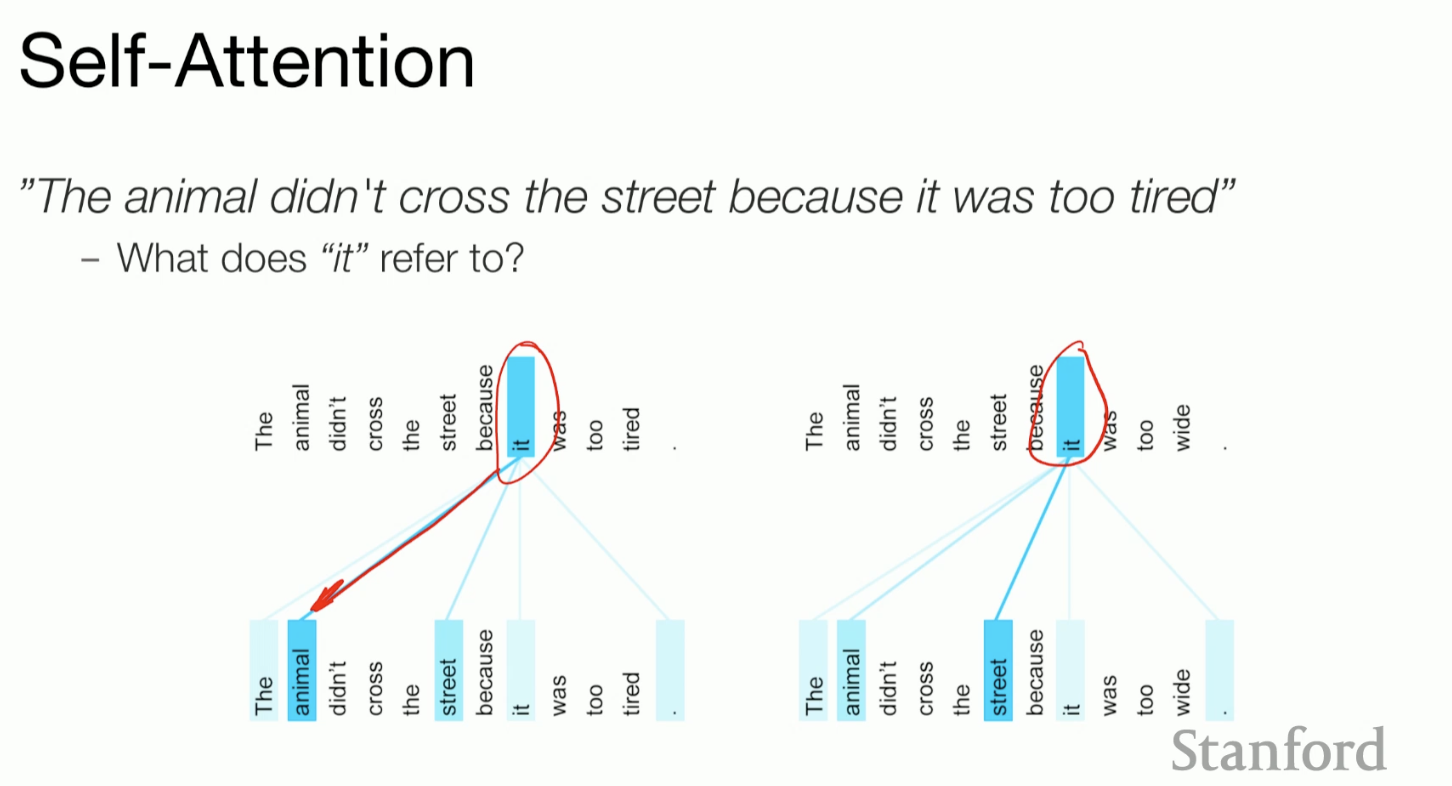 Self-Attention
”The animal didn't cross the street because it was too tired”
– What does “it” refer to?
The animal didn't cross the street because it was too tired .
The animal didn't cross the street because it was too wide .
The animal didn't cross the street because it was too tired .
The animal didn't cross the street because it was too wide .
Stanford